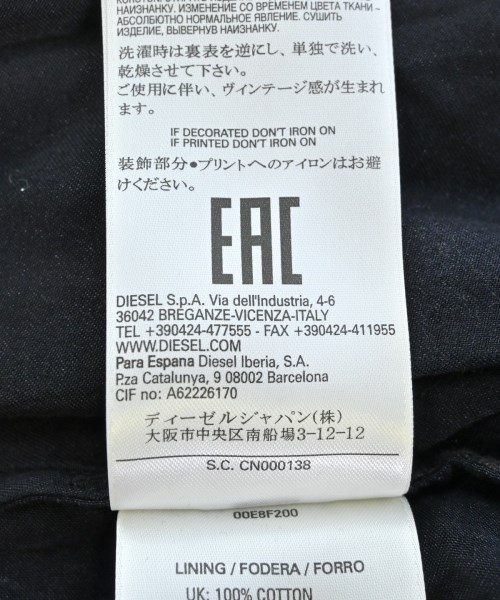 НАИЗНАНКУ. ИЗМЕНЕНИЕ СО ВРЕМЕНЕМ ЦВЕТА ТКАНИ -
АБСОЛЮТНО НОРМАЛЬНОЕ ЯВЛЕНИЕ. СУШИТЬ
ИЗДЕЛИЕ, ВЫВЕРНУВ НАИЗНАНКУ
洗濯時は裏表を逆にし、単独で洗い、
乾燥させて下さい。
ご使用に伴い、ヴィンテージ感が生まれ
ます。
IF DECORATED DON'T IRON ON
IF PRINTED DON'T IRON ON
装飾部分●プリントへのアイロンはお避
けください。
EAC
DIESEL S.p.A. Via dell'Industria, 4-6
36042 BREGANZE-VICENZA-ITALY
TEL +390424-477555 - FAX +390424-411955
WWW.DIESEL.COM
Para Espana Diesel Iberia, S.A.
P.za Catalunya, 9 08002 Barcelona
CIF no: A62226170
ディーゼルジャパン(株)
大阪市中央区南船場3-12-12
S.C. CN000138
00E8F200
LINING / FODERA / FORRO
UK: 100% COTTON